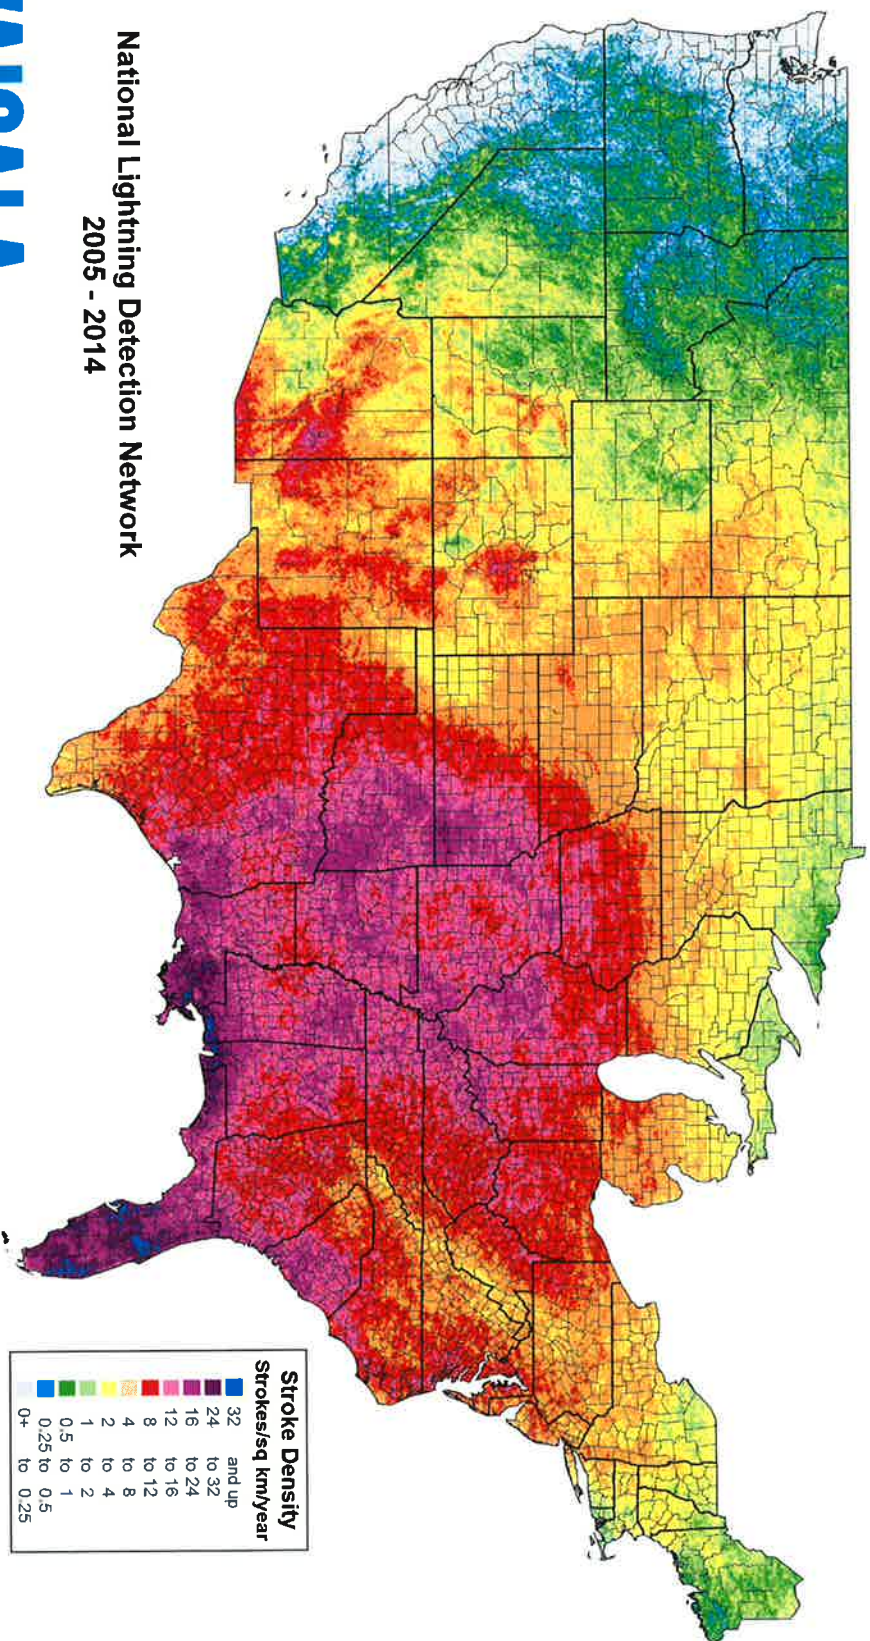 VAISALA
National Lightning Detection Network
2005 - 2014
Stroke Density
Strokes/sq km/year
32 and up
24 to 32
16 to 24
12 to 16
8 to 12
4 to 8
2 to 4
1 to 2
0.5 to 1
0.25 to 0.5
0+ to 0.25